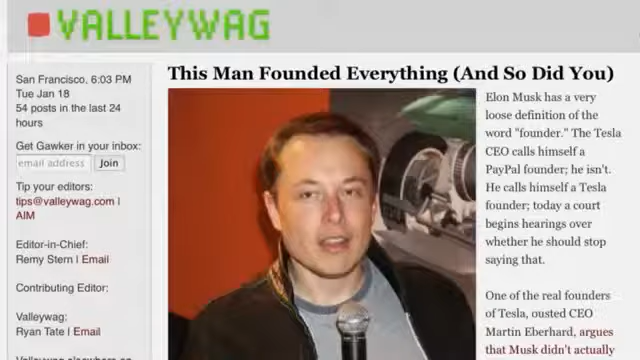 VALLEYWAG
San Francisco, 6:03 PM
Tue Jan 18
54 posts in the last 24
hours
Get Gawker in your inbox:
email address Join
Tip your editors:
tips@valleywag.com |
AIM
Editor-in-Chief:
Remy Stern | Email
Contributing Editor:
Valleywag:
Ryan Tate | Email
Valleywag elsewhere on
This Man Founded Everything (And So Did You)
Elon Musk has a very
loose definition of the
word "founder." The Tesla
CEO calls himself a
PayPal founder; he isn't.
He calls himself a Tesla
founder; today a court
begins hearings over
whether he should stop
saying that.
One of the real founders
of Tesla, ousted CEO
Martin Eberhard, argues
that Musk didn't actually